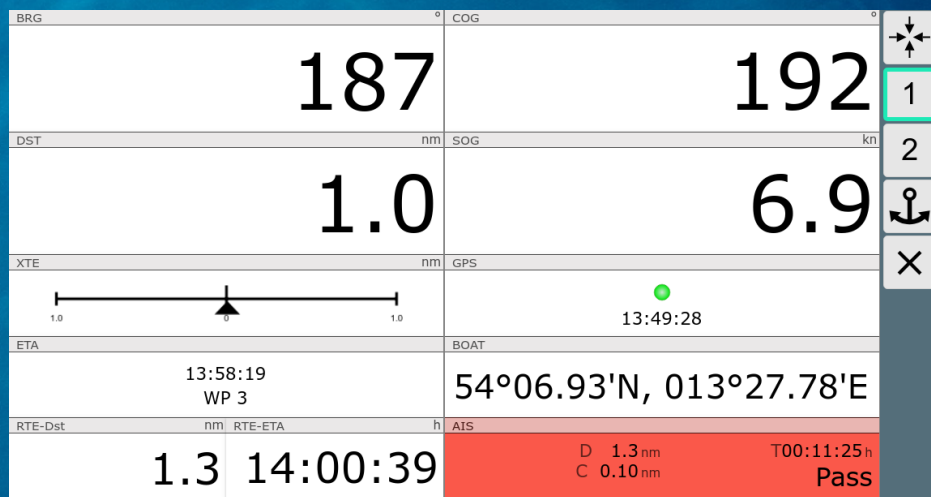 BRG ° COG °
187 192
1
DST nm SOG kn
2
1.0 6.9
XTE nm GPS
1.0 0 1.0
13:49:28
ETA BOAT
13:58:19
WP 3
54°06.93'N, 013°27.78'E
RTE-Dst nm RTE-ETA h AIS
1.3 14:00:39
D 1.3 nm T00:11:25 h
C 0.10 nm Pass